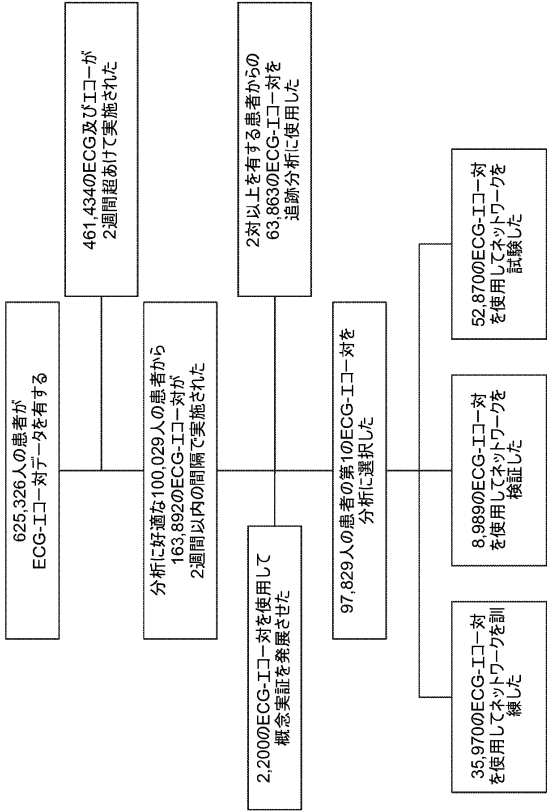 625,326人の患者が
ECG-エコー対データを有する
461,434のECG及びエコーが
2週間超あけて実施された
分析に好適な100,029人の患者から
163,892のECG-エコー対が
2週間以内の間隔で実施された
2,200のECG-エコー対を使用して
概念実証を発展させた
2対以上を有する患者からの
63,863のECG-エコー対を
追跡分析に使用した
97,829人の患者の第1のECG-エコー対を
分析に選択した
35,970のECG-エコー対
を使用してネットワークを訓
練した
8,989のECG-エコー対
を使用してネットワークを
検証した
52,870のECG-エコー対
を使用してネットワークを
試験した